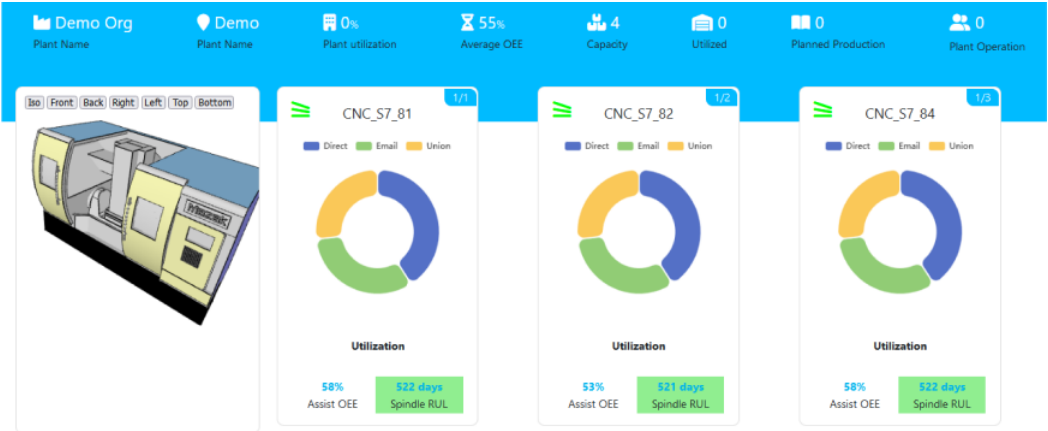 Demo Org
Plant Name
Demo
Plant Name
0%
Plant utilization
55%
Average OEE
4
Capacity
0
Utilized
0
Planned Production
0
Plant Operation
Iso Front Back Right Left Top Bottom
1/1
CNC_S7_81
Direct Email Union
Utilization
58%
Assist OEE
522 days
Spindle RUL
1/2
CNC_S7_82
Direct Email Union
Utilization
53%
Assist OEE
521 days
Spindle RUL
1/3
CNC_S7_84
Direct Email Union
Utilization
58%
Assist OEE
522 days
Spindle RUL